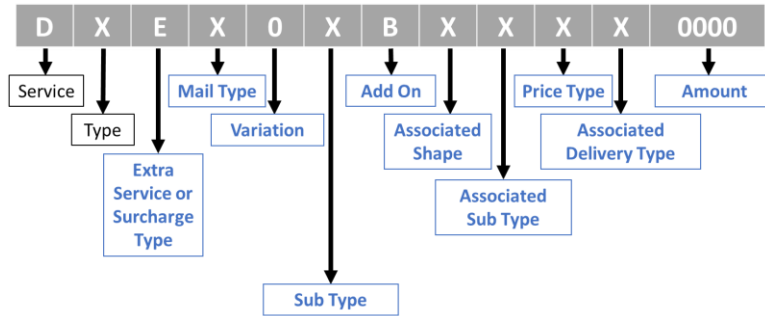 D X E X 0 X B X X X X 0000
Service
Mail Type
Add On
Price Type
Amount
Type
Variation
Associated
Shape
Associated
Delivery Type
Extra
Service or
Surcharge
Type
Associated
Sub Type
Sub Type